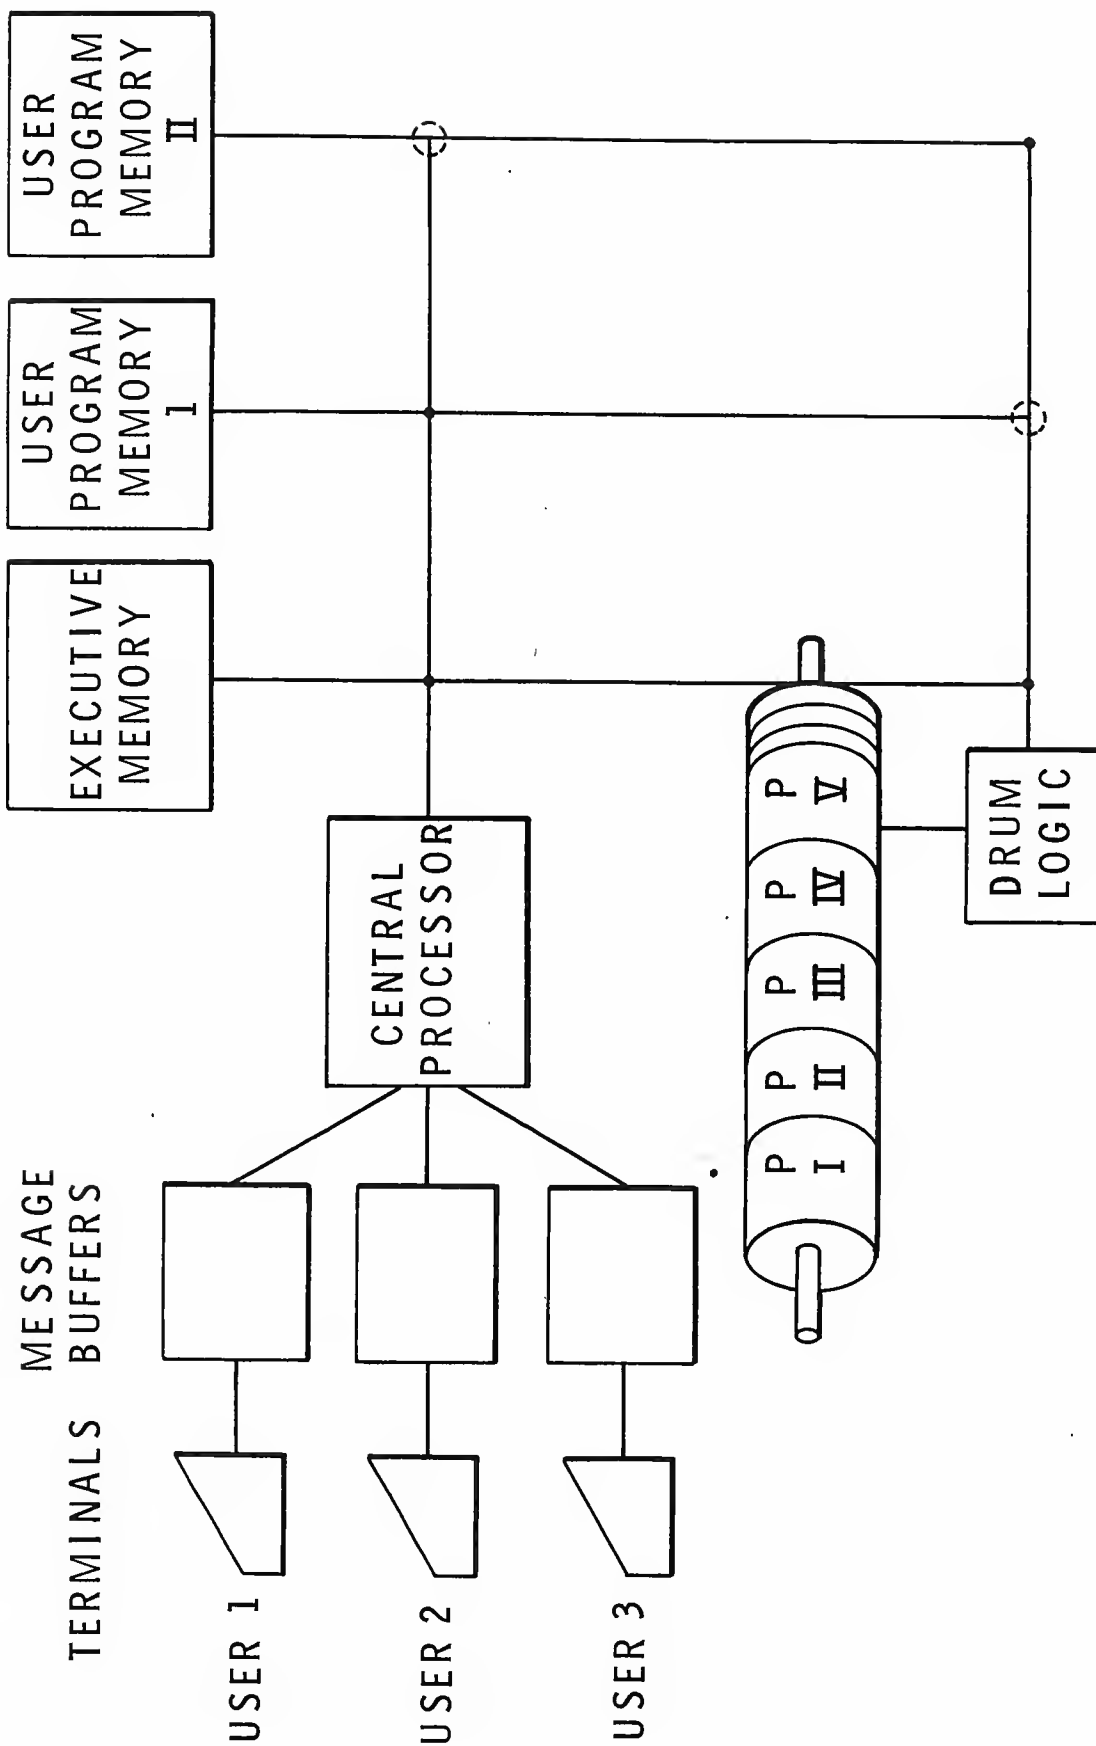 TERMINALS
MESSAGE
BUFFERS
USER 1
USER 2
USER 3
CENTRAL
PROCESSOR
EXECUTIVE
MEMORY
USER
PROGRAM
MEMORY
I
USER
PROGRAM
MEMORY
II
P
I
P
II
P
III
P
IV
P
V
DRUM
LOGIC